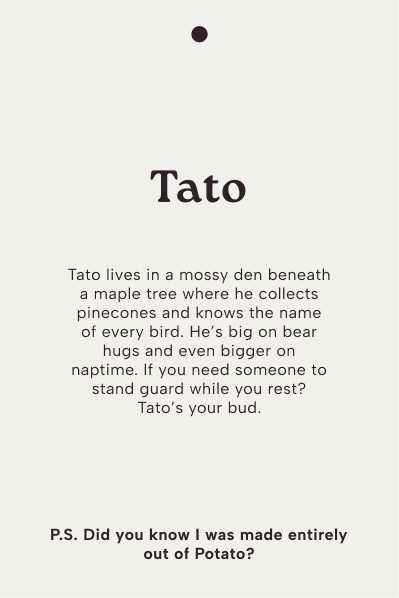 Tato
Tato lives in a mossy den beneath
a maple tree where he collects
pinecones and knows the name
of every bird. He’s big on bear
hugs and even bigger on
naptime. If you need someone to
stand guard while you rest?
Tato’s your bud.
P.S. Did you know I was made entirely
out of Potato?